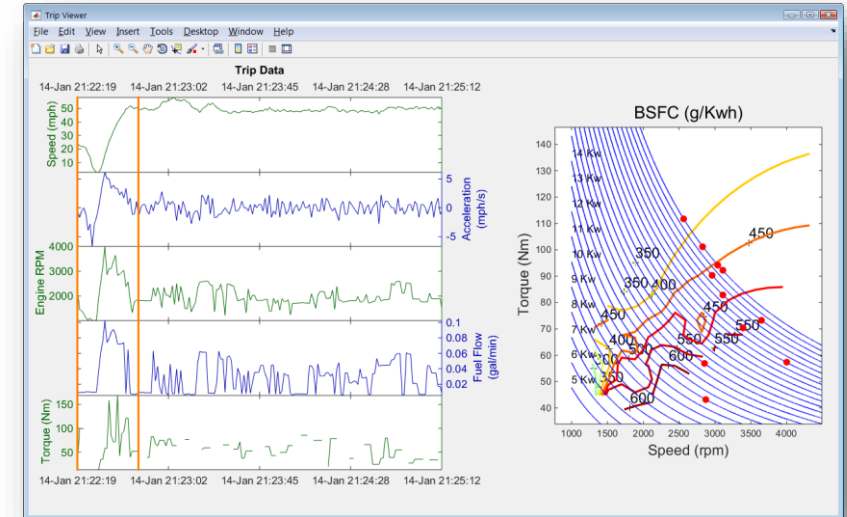 Trip Viewer
File Edit View Insert Tools Desktop Window Help
Trip Data
14-Jan 21:22:19 14-Jan 21:23:02 14-Jan 21:23:45 14-Jan 21:24:28 14-Jan 21:25:12
Speed (mph)
50
40
30
20
10
Acceleration
(mph/s)
5
0
-5
Engine RPM
4000
3000
2000
Fuel Flow
(gal/min)
0.1
0.08
0.06
0.04
0.02
Torque (Nm)
150
100
50
14-Jan 21:22:19 14-Jan 21:23:02 14-Jan 21:23:45 14-Jan 21:24:28 14-Jan 21:25:12
BSFC (g/Kwh)
Torque (Nm)
140
130
120
110
100
90
80
70
60
50
40
14 Kw
13 Kw
12 Kw
11 Kw
10 Kw
9 Kw
8 Kw
7 Kw
6 Kw
5 Kw
450
350
350 400
450
450
400
500
550
550
550
600
350
600
1000 1500 2000 2500 3000 3500 4000
Speed (rpm)